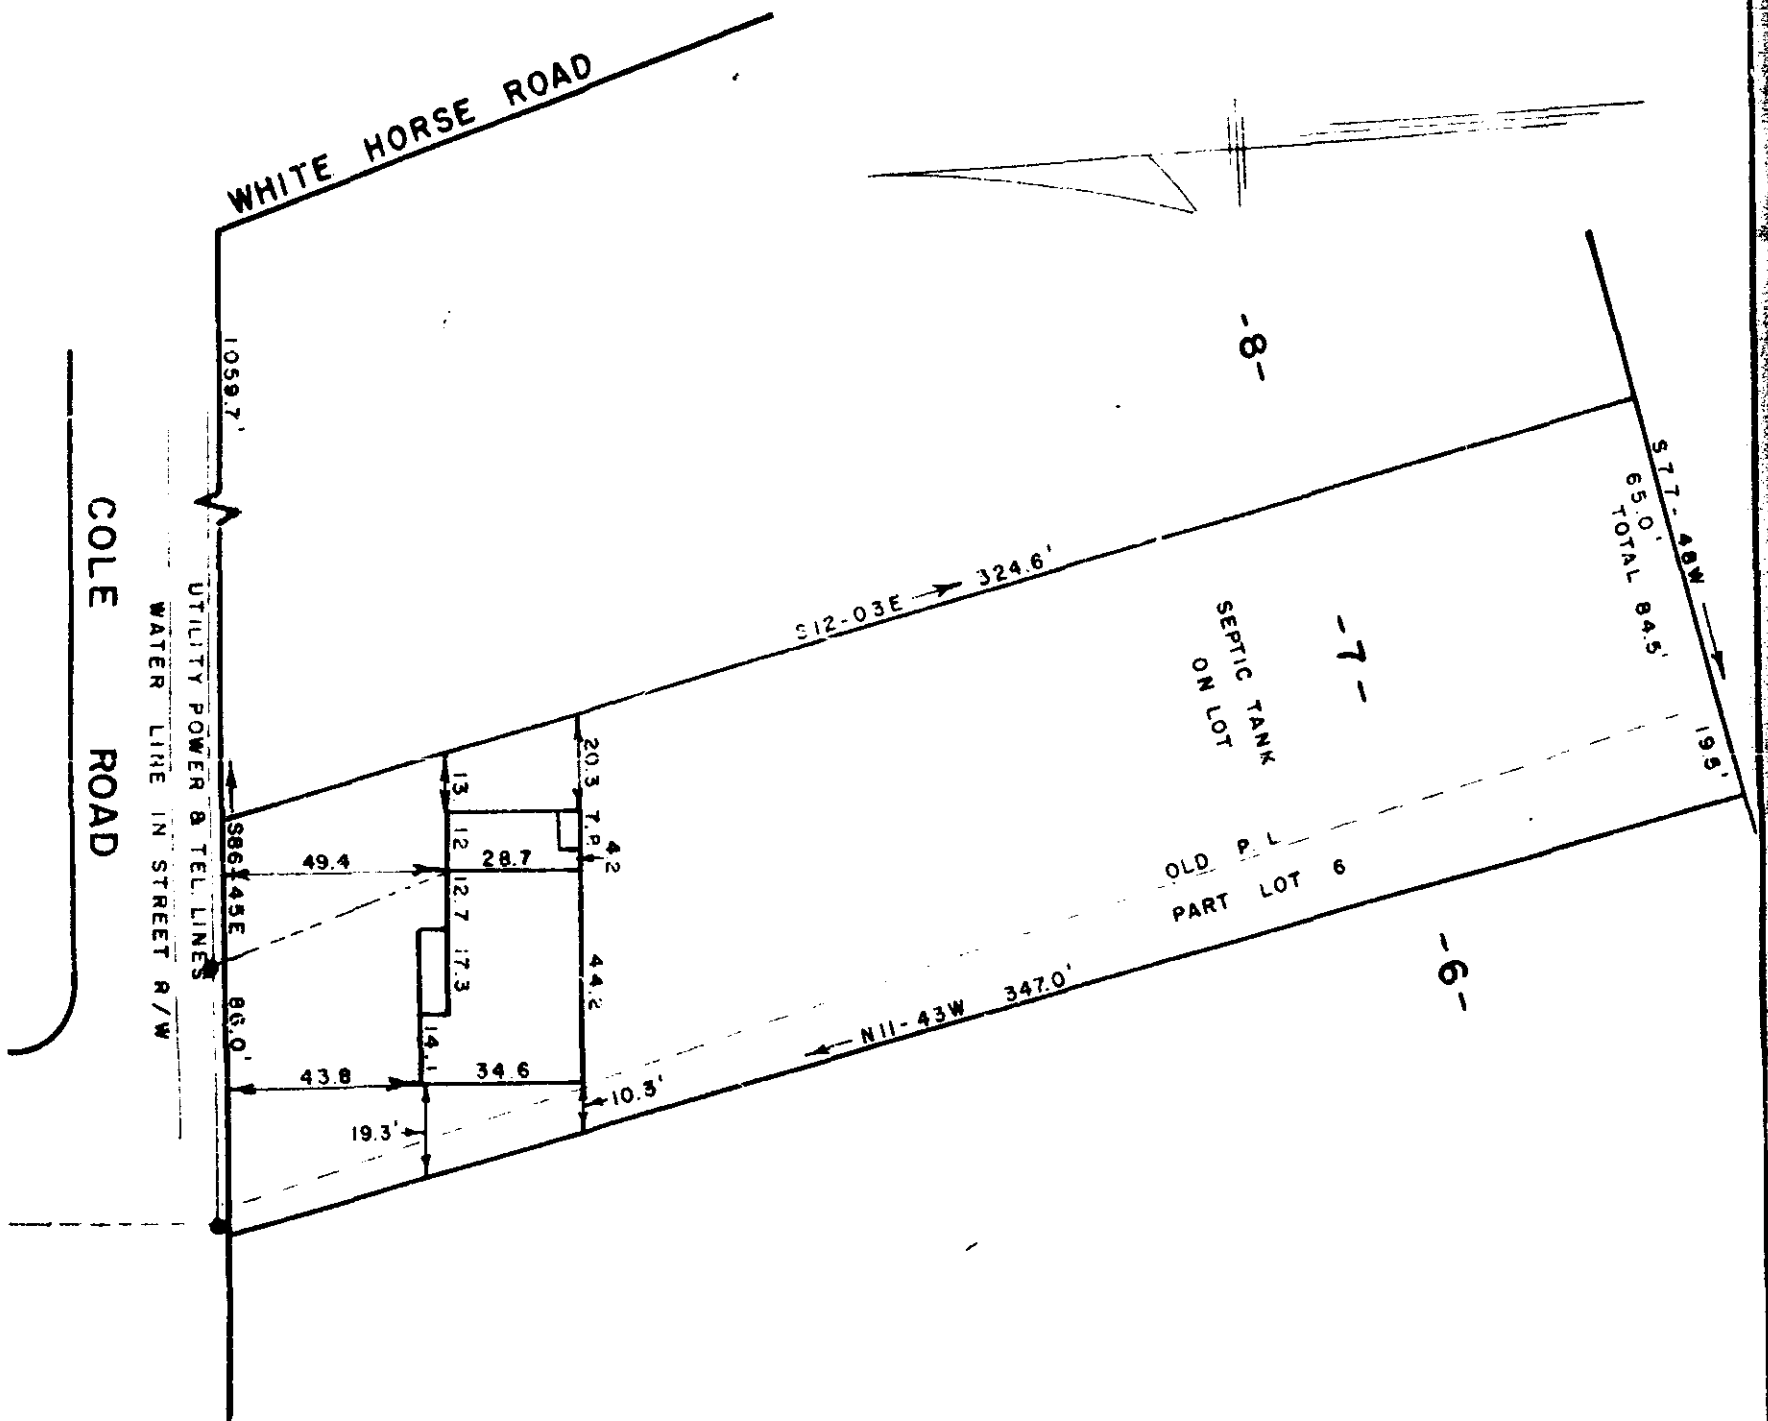 WHITE HORSE ROAD
1059.7'
COLE ROAD
UTILITY POWER & TEL. LINES
WATER LINE IN STREET R/W
-8-
S77-48W
65.0'
TOTAL 84.5'
19.5'
S12-03E 324.6'
-7-
SEPTIC TANK
ON LOT
20.3
T.P.
4.2
13.
12
12.7
17.3
14.1
49.4
28.7
44.2
S86-45E 86.0'
43.8
34.6
19.3'
10.3'
OLD P. L
PART LOT 6
N11-43W 347.0'
-6-